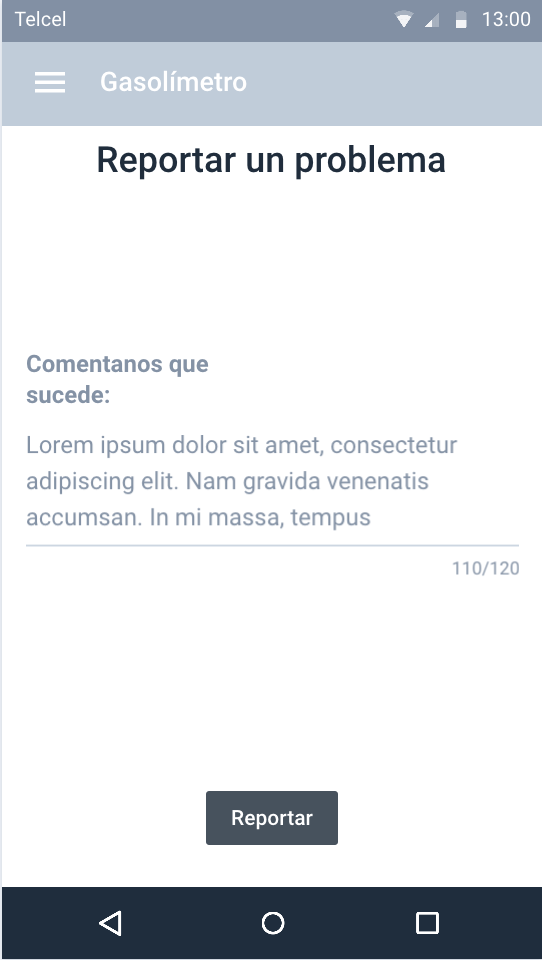 Telcel 13:00
Gasolímetro
Reportar un problema
Comentanos que
sucede:
Lorem ipsum dolor sit amet, consectetur
adipiscing elit. Nam gravida venenatis
accumsan. In mi massa, tempus
110/120
Reportar